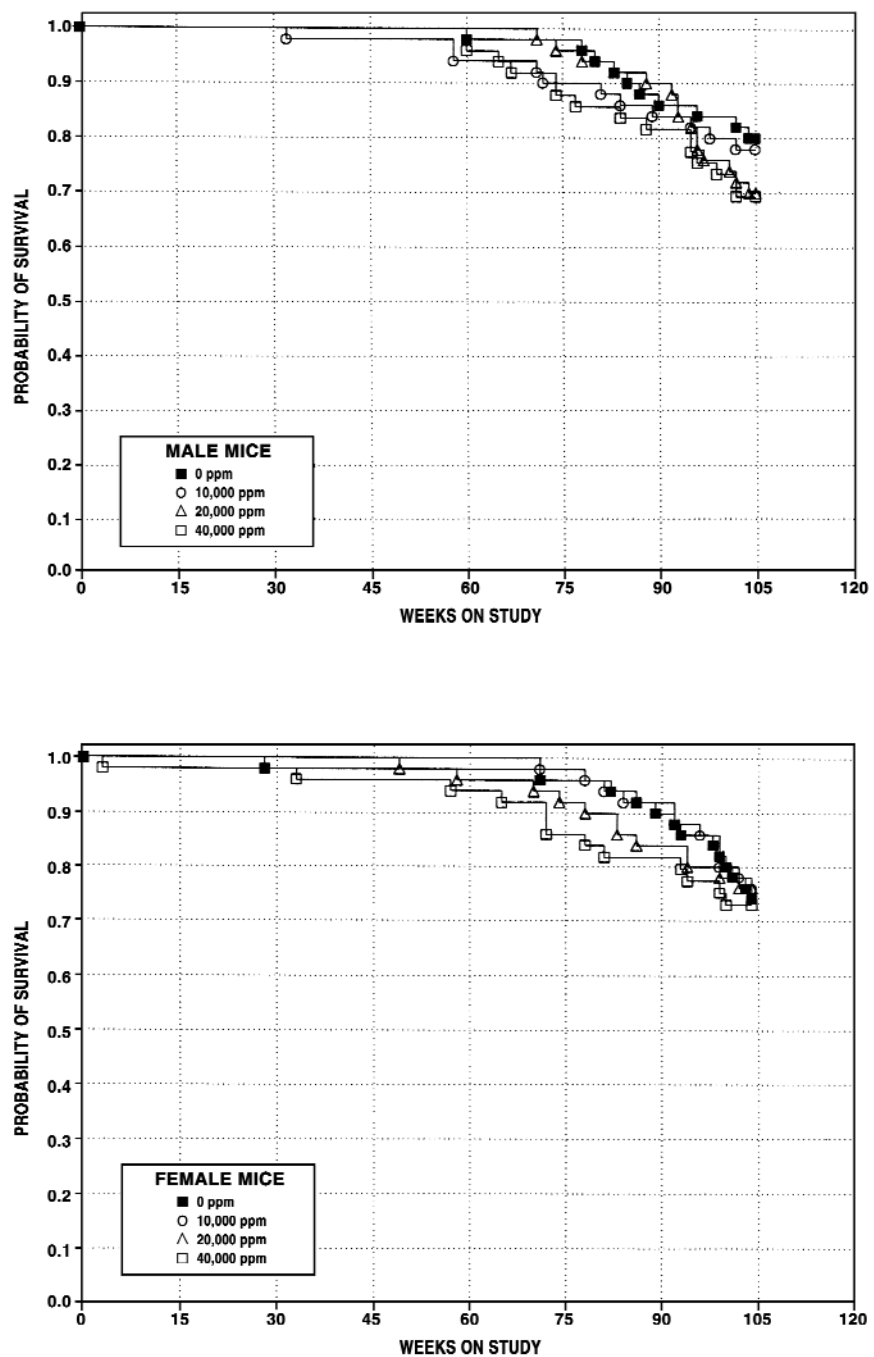 1.0
0.9
0.8
0.7
0.6
0.5
0.4
0.3
0.2
0.1
0.0
PROBABILITY OF SURVIVAL
MALE MICE
0 ppm
10,000 ppm
20,000 ppm
40,000 ppm
0 15 30 45 60 75 90 105 120
WEEKS ON STUDY
1.0
0.9
0.8
0.7
0.6
0.5
0.4
0.3
0.2
0.1
0.0
PROBABILITY OF SURVIVAL
FEMALE MICE
0 ppm
10,000 ppm
20,000 ppm
40,000 ppm
0 15 30 45 60 75 90 105 120
WEEKS ON STUDY